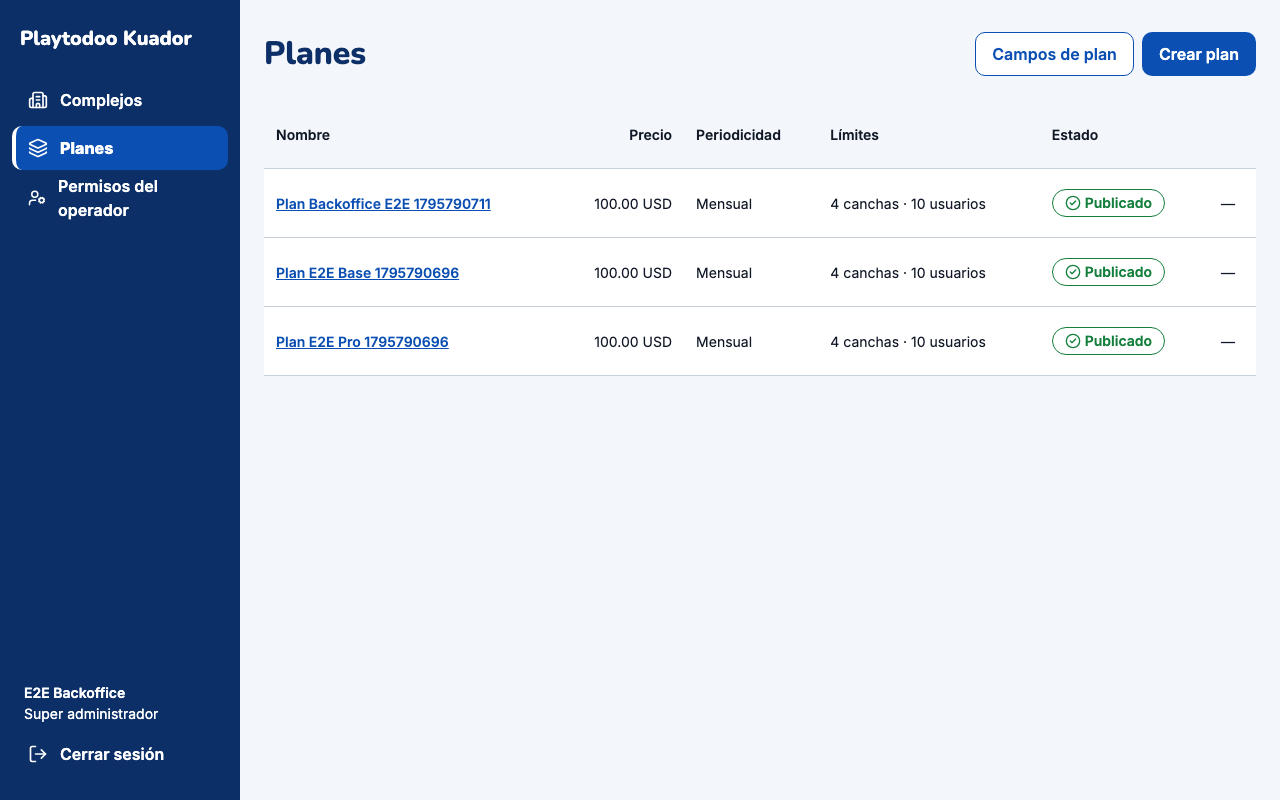 Playtodoo Kuador
Complejos
Planes
Permisos del
operador
E2E Backoffice
Super administrador
Cerrar sesión
Planes
Campos de plan
Crear plan
Nombre Precio Periodicidad Límites Estado
Plan Backoffice E2E 1795790711 100.00 USD Mensual 4 canchas · 10 usuarios Publicado —
Plan E2E Base 1795790696 100.00 USD Mensual 4 canchas · 10 usuarios Publicado —
Plan E2E Pro 1795790696 100.00 USD Mensual 4 canchas · 10 usuarios Publicado —